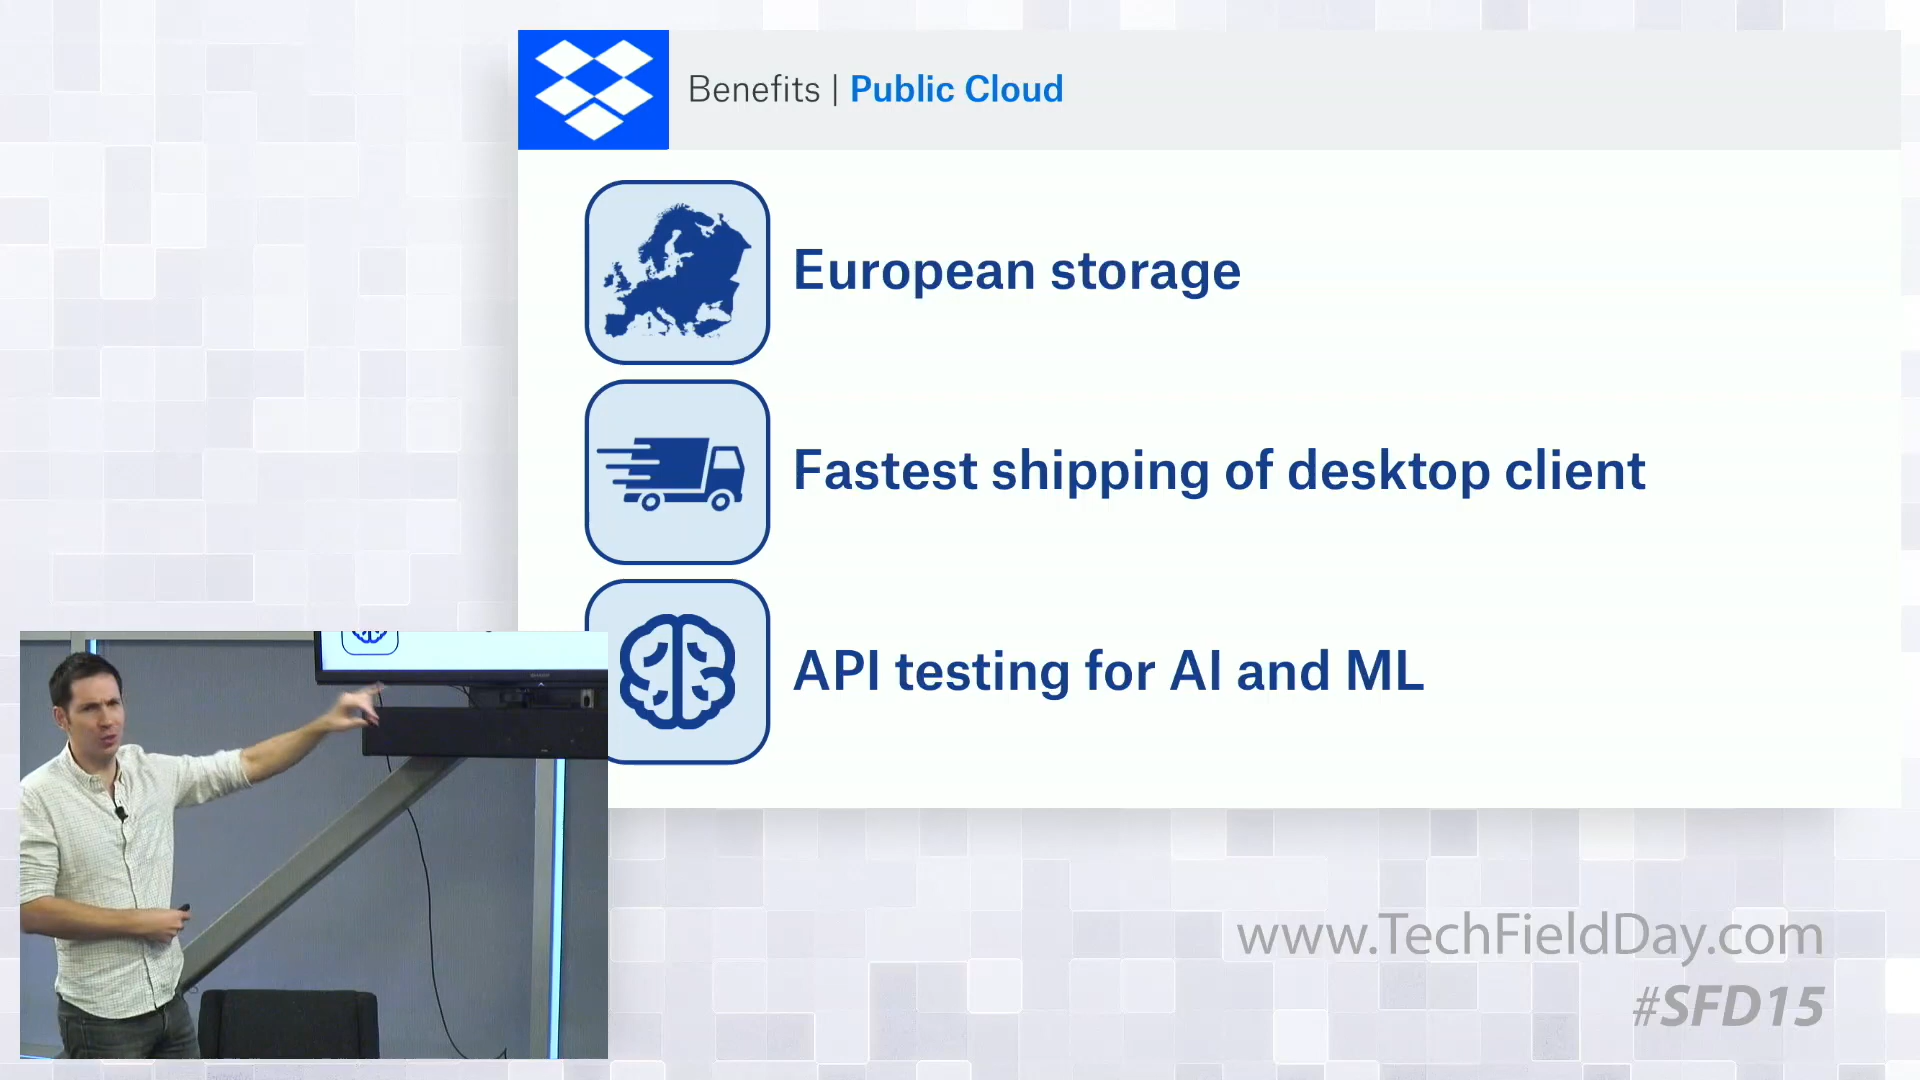 Benefits | Public Cloud
European storage
Fastest shipping of desktop client
API testing for AI and ML
www.TechFieldDay.com
#SFD15